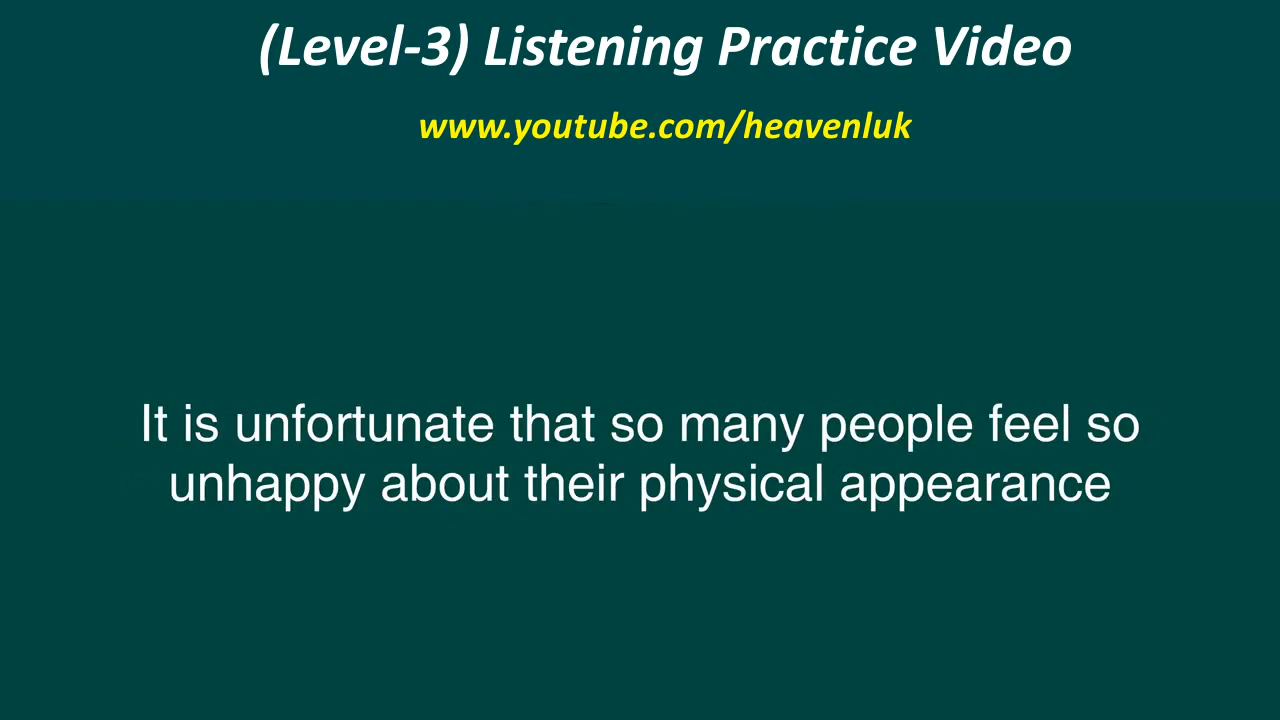 (Level-3) Listening Practice Video
www.youtube.com/heavenluk
It is unfortunate that so many people feel so
unhappy about their physical appearance